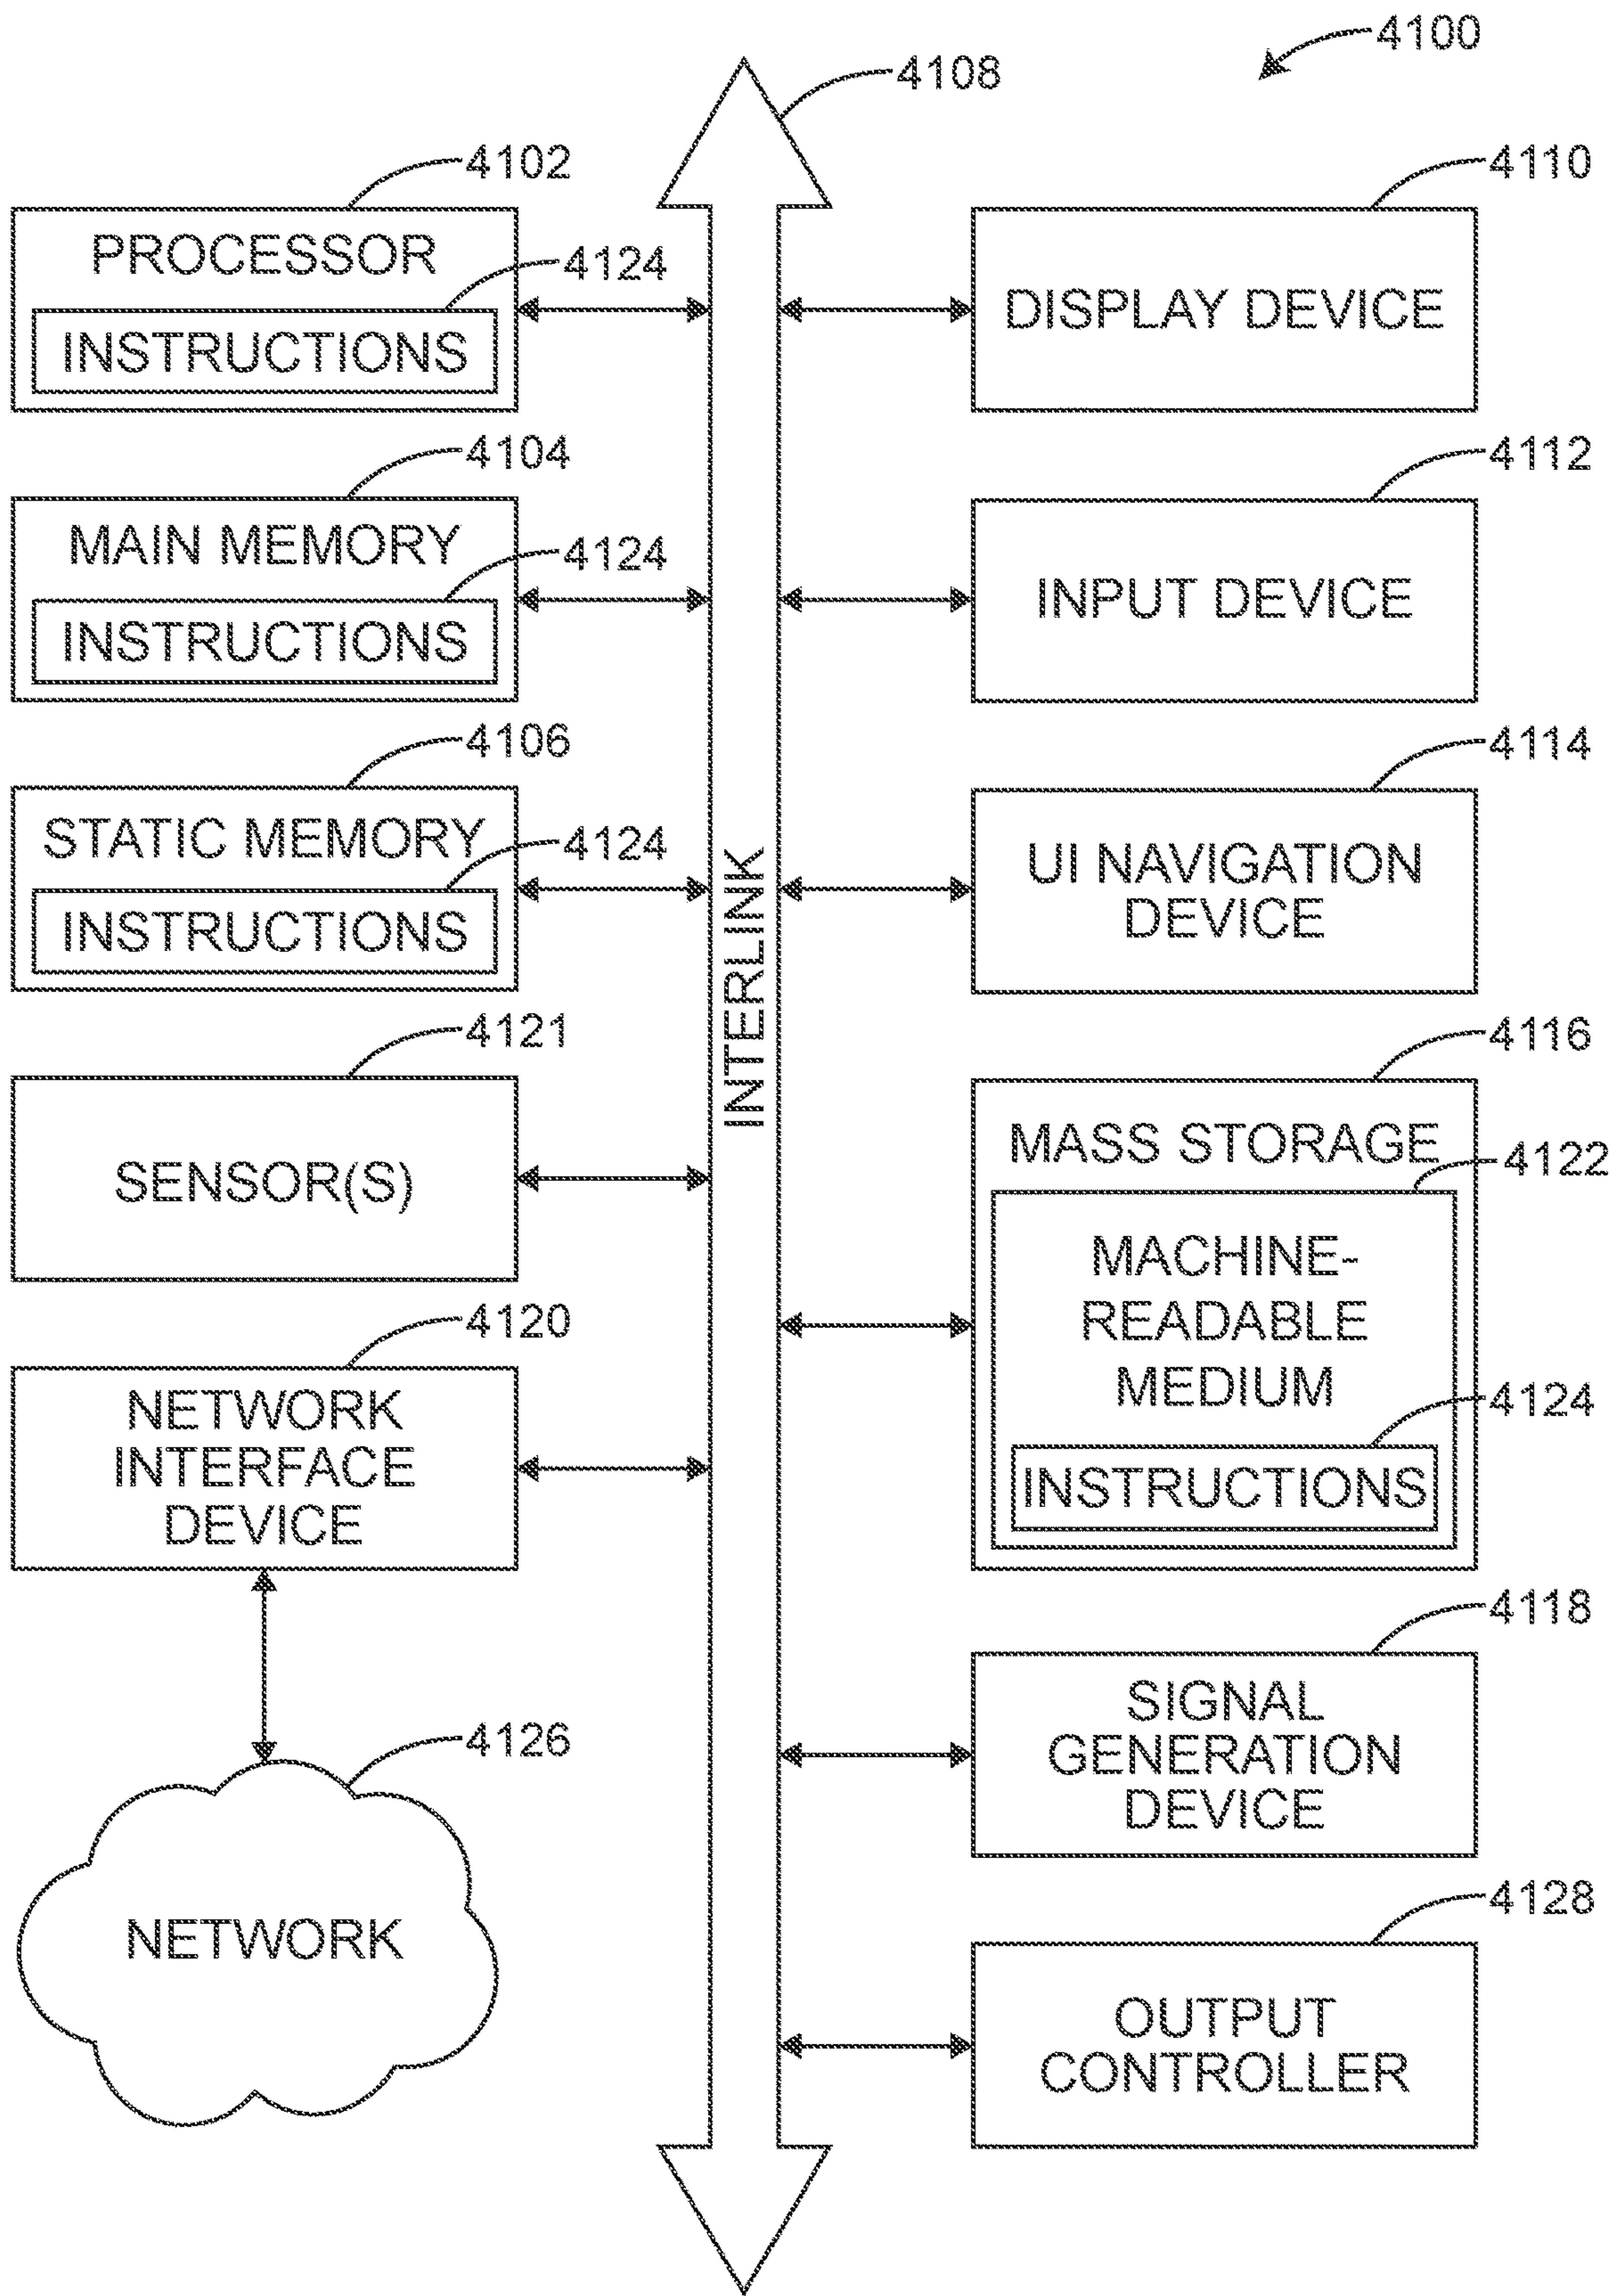 4100
4108
4102
PROCESSOR
4124
INSTRUCTIONS
4104
MAIN MEMORY
4124
INSTRUCTIONS
4106
STATIC MEMORY
4124
INSTRUCTIONS
4121
SENSOR(S)
4120
NETWORK
INTERFACE
DEVICE
4126
NETWORK
INTERLINK
4110
DISPLAY DEVICE
4112
INPUT DEVICE
4114
UI NAVIGATION
DEVICE
4116
MASS STORAGE
4122
MACHINE-
READABLE
MEDIUM
4124
INSTRUCTIONS
4118
SIGNAL
GENERATION
DEVICE
4128
OUTPUT
CONTROLLER